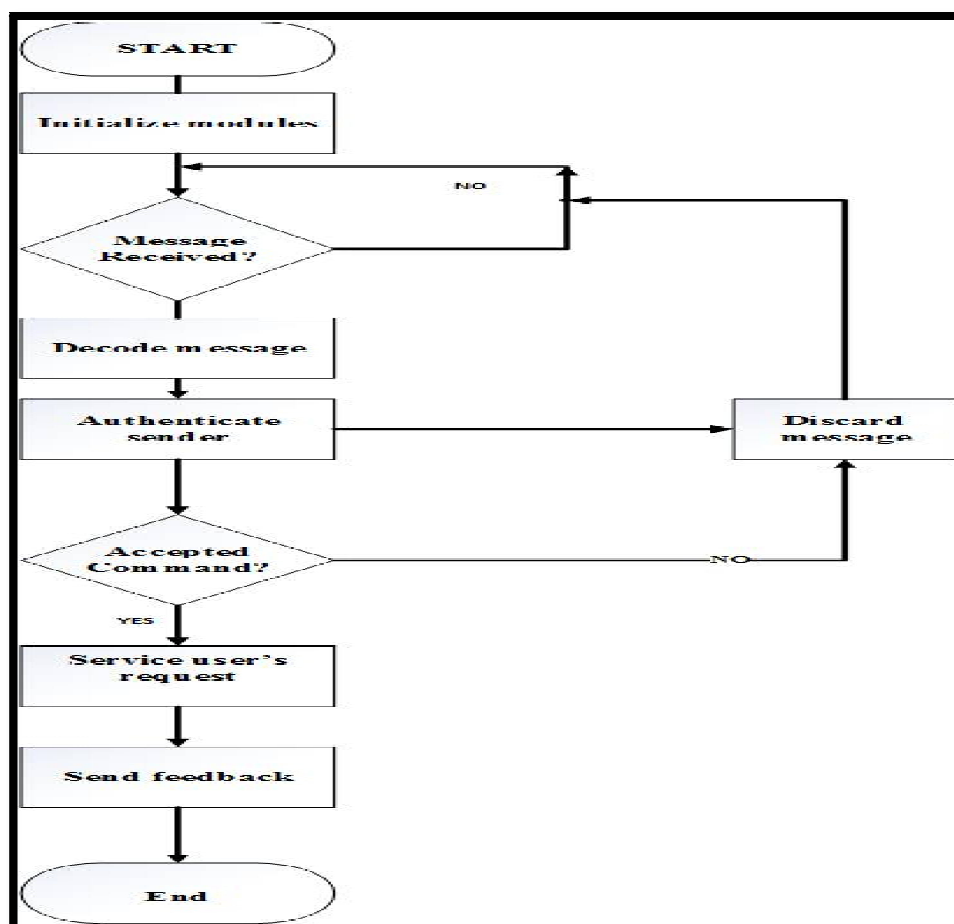 START
Initialize modules
NO
Message
Received?
Decode message
Authenticate
sender
Discard
message
Accepted
Command?
NO
YES
Service user's
request
Send feedback
End